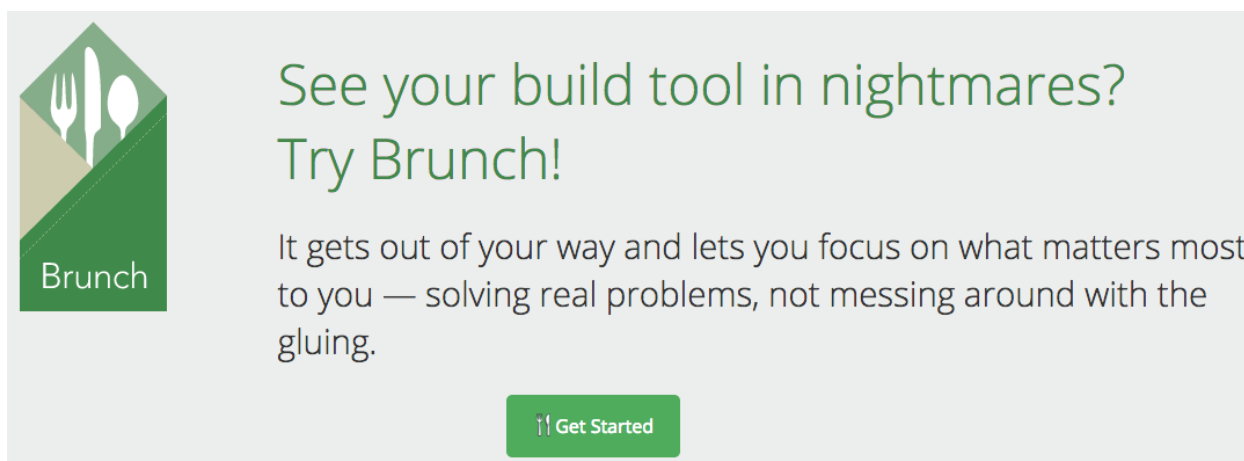 See your build tool in nightmares?
Try Brunch!
It gets out of your way and lets you focus on what matters most
to you — solving real problems, not messing around with the
gluing.
Brunch
Get Started